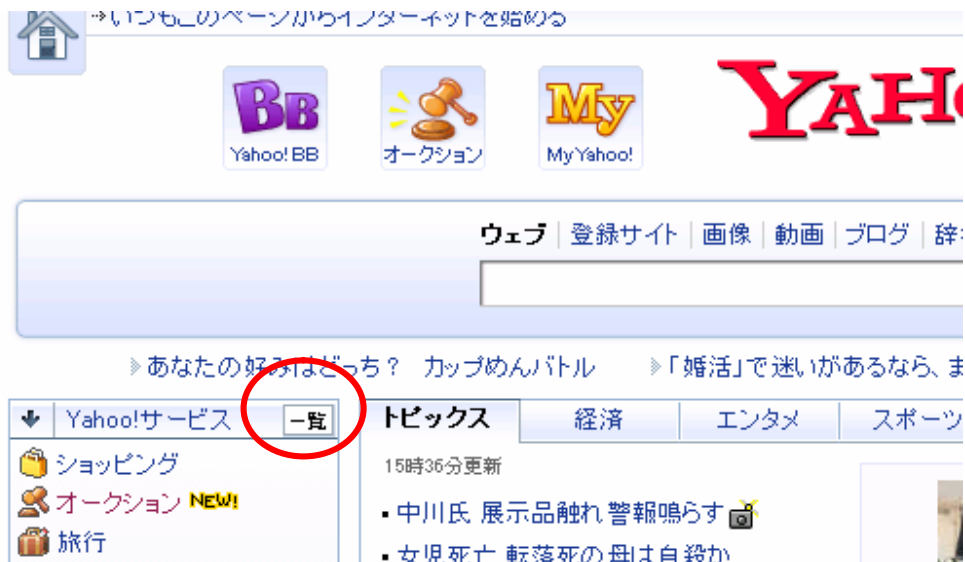 →いつもこのページからインターネットを始める
BB
My
YAHO
Yahoo! BB
オークション
My Yahoo!
ウェブ 登録サイト 画像 動画 ブログ 辞
あなたの好みはどっち? カップめんバトル 「婚活」で迷いがあるなら、ま
Yahoo!サービス 一覧
トピックス 経済 エンタメ スポーツ
ショッピング
15時36分更新
オークション NEW!
・中川氏 展示品触れ 警報鳴らす
旅行
・女児死亡 転落死の母は自殺か